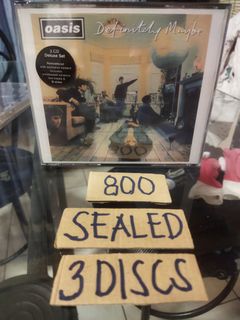 oasis
Definitely Maybe
3 CD
Deluxe Set
800
SEALED
3 DISCS